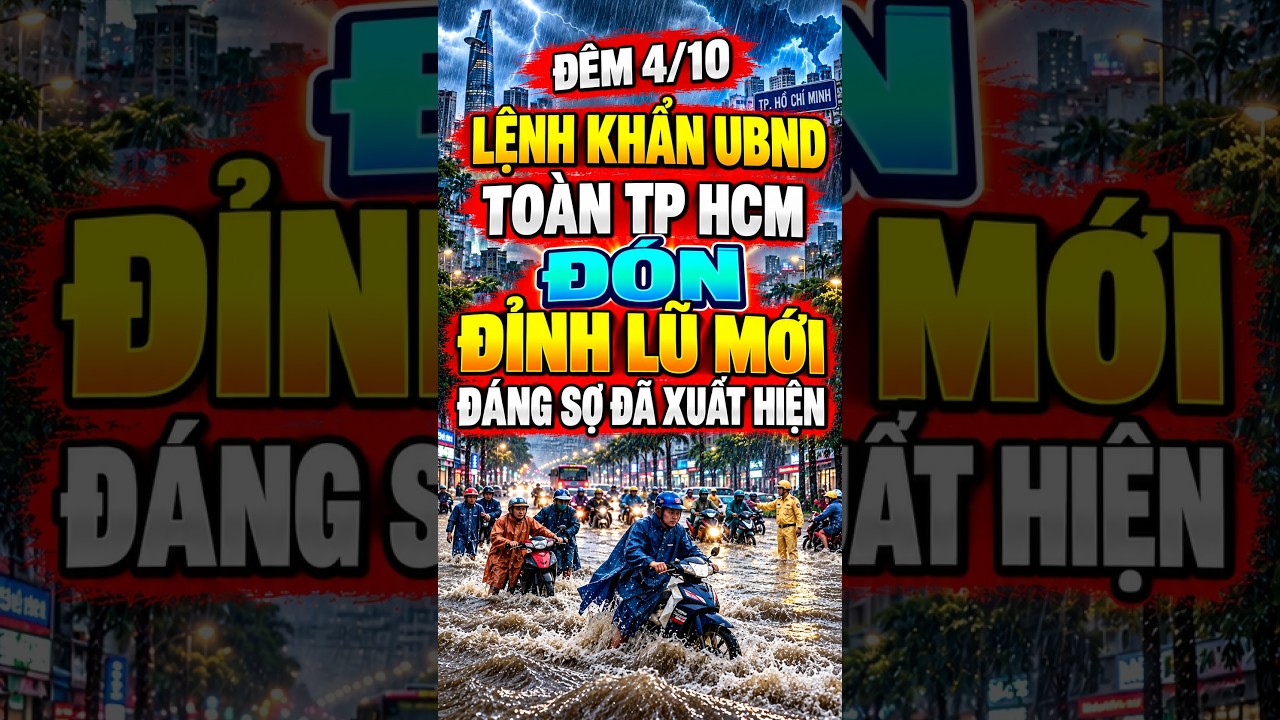 ĐÊM 4/10
TP. HỒ CHÍ MINH
LỆNH KHẨN UBND
TOÀN TP HCM
ĐÓN
ĐỈNH LŨ MỚI
ĐÁNG SỢ ĐÃ XUẤT HIỆN